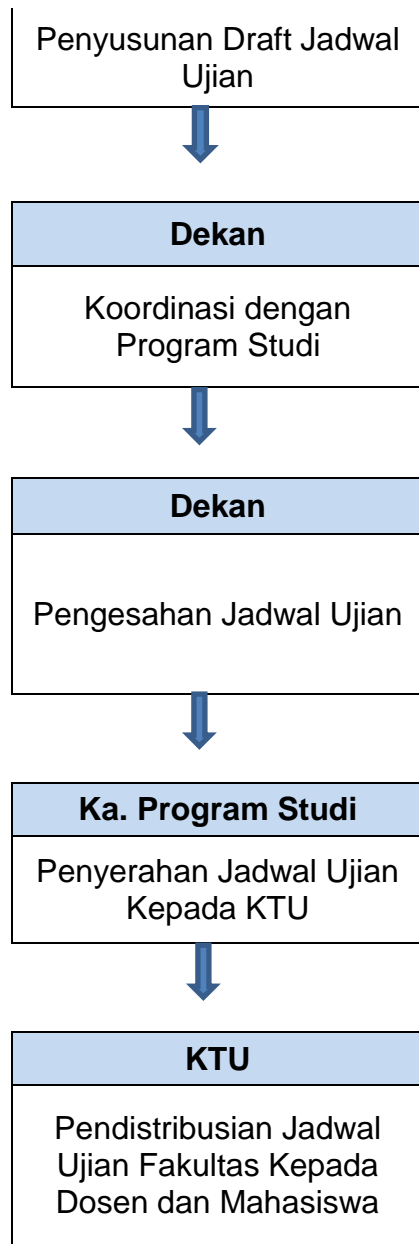 Penyusunan Draft Jadwal
Ujian
Dekan
Koordinasi dengan
Program Studi
Dekan
Pengesahan Jadwal Ujian
Ka. Program Studi
Penyerahan Jadwal Ujian
Kepada KTU
KTU
Pendistribusian Jadwal
Ujian Fakultas Kepada
Dosen dan Mahasiswa